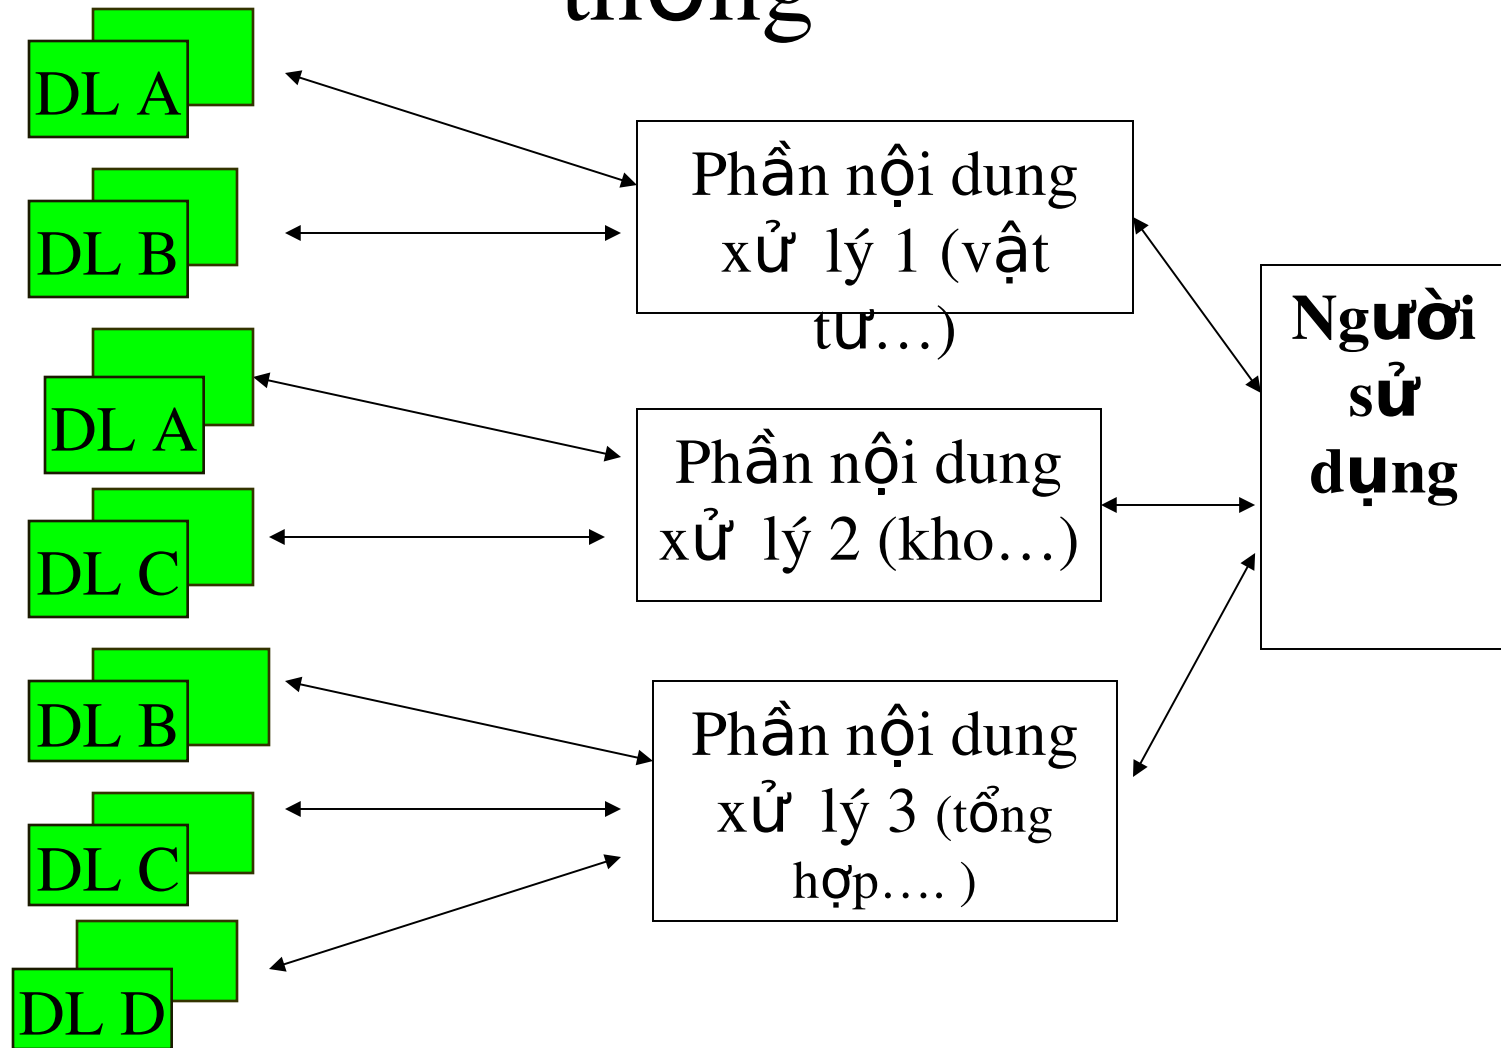 thống
DL A
DL B
DL A
DL C
DL B
DL C
DL D
Phần nội dung
xử lý 1 (vật
tư…)
Phần nội dung
xử lý 2 (kho…)
Phần nội dung
xử lý 3 (tổng
hợp…. )
Người
sử
dụng